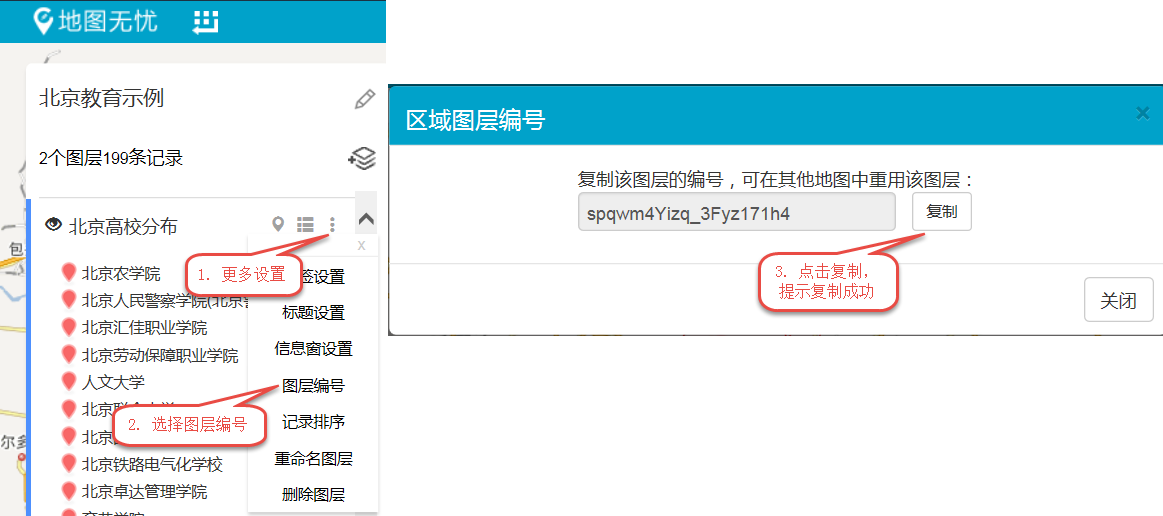 地图无忧
北京教育示例
2个图层199条记录
北京高校分布
x
1. 更多设置
签设置
标题设置
信息窗设置
图层编号
记录排序
重命名图层
删除图层
2. 选择图层编号
北京农学院
北京人民警察学院(北京
北京汇佳职业学院
北京劳动保障职业学院
人文大学
北京联合大学
北京
北京铁路电气化学校
北京卓达管理学院
包
尔多
区域图层编号
×
复制该图层的编号，可在其他地图中重用该图层：
spqwm4Yizq_3Fyz171h4
复制
3. 点击复制，
提示复制成功
关闭